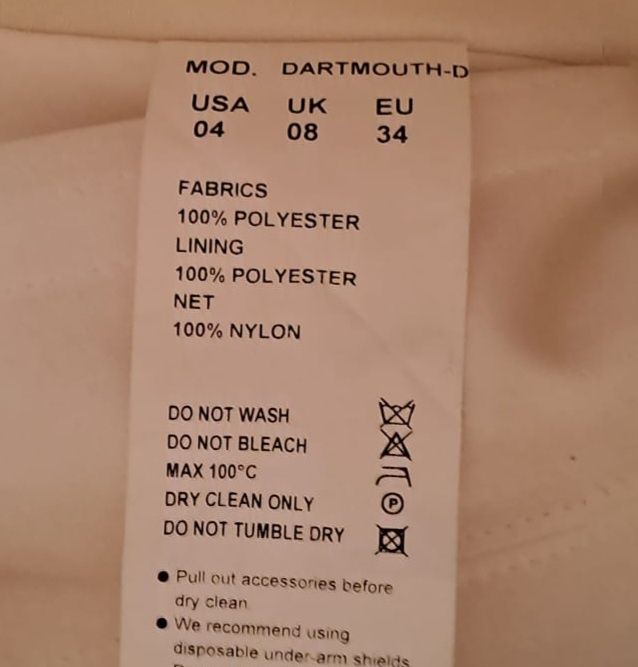 MOD. DARTMOUTH-D
USA UK EU
04 08 34
FABRICS
100% POLYESTER
LINING
100% POLYESTER
NET
100% NYLON
DO NOT WASH
DO NOT BLEACH
MAX 100°C
DRY CLEAN ONLY P
DO NOT TUMBLE DRY
● Pull out accessories before
dry clean
● We recommend using
disposable under-arm shields